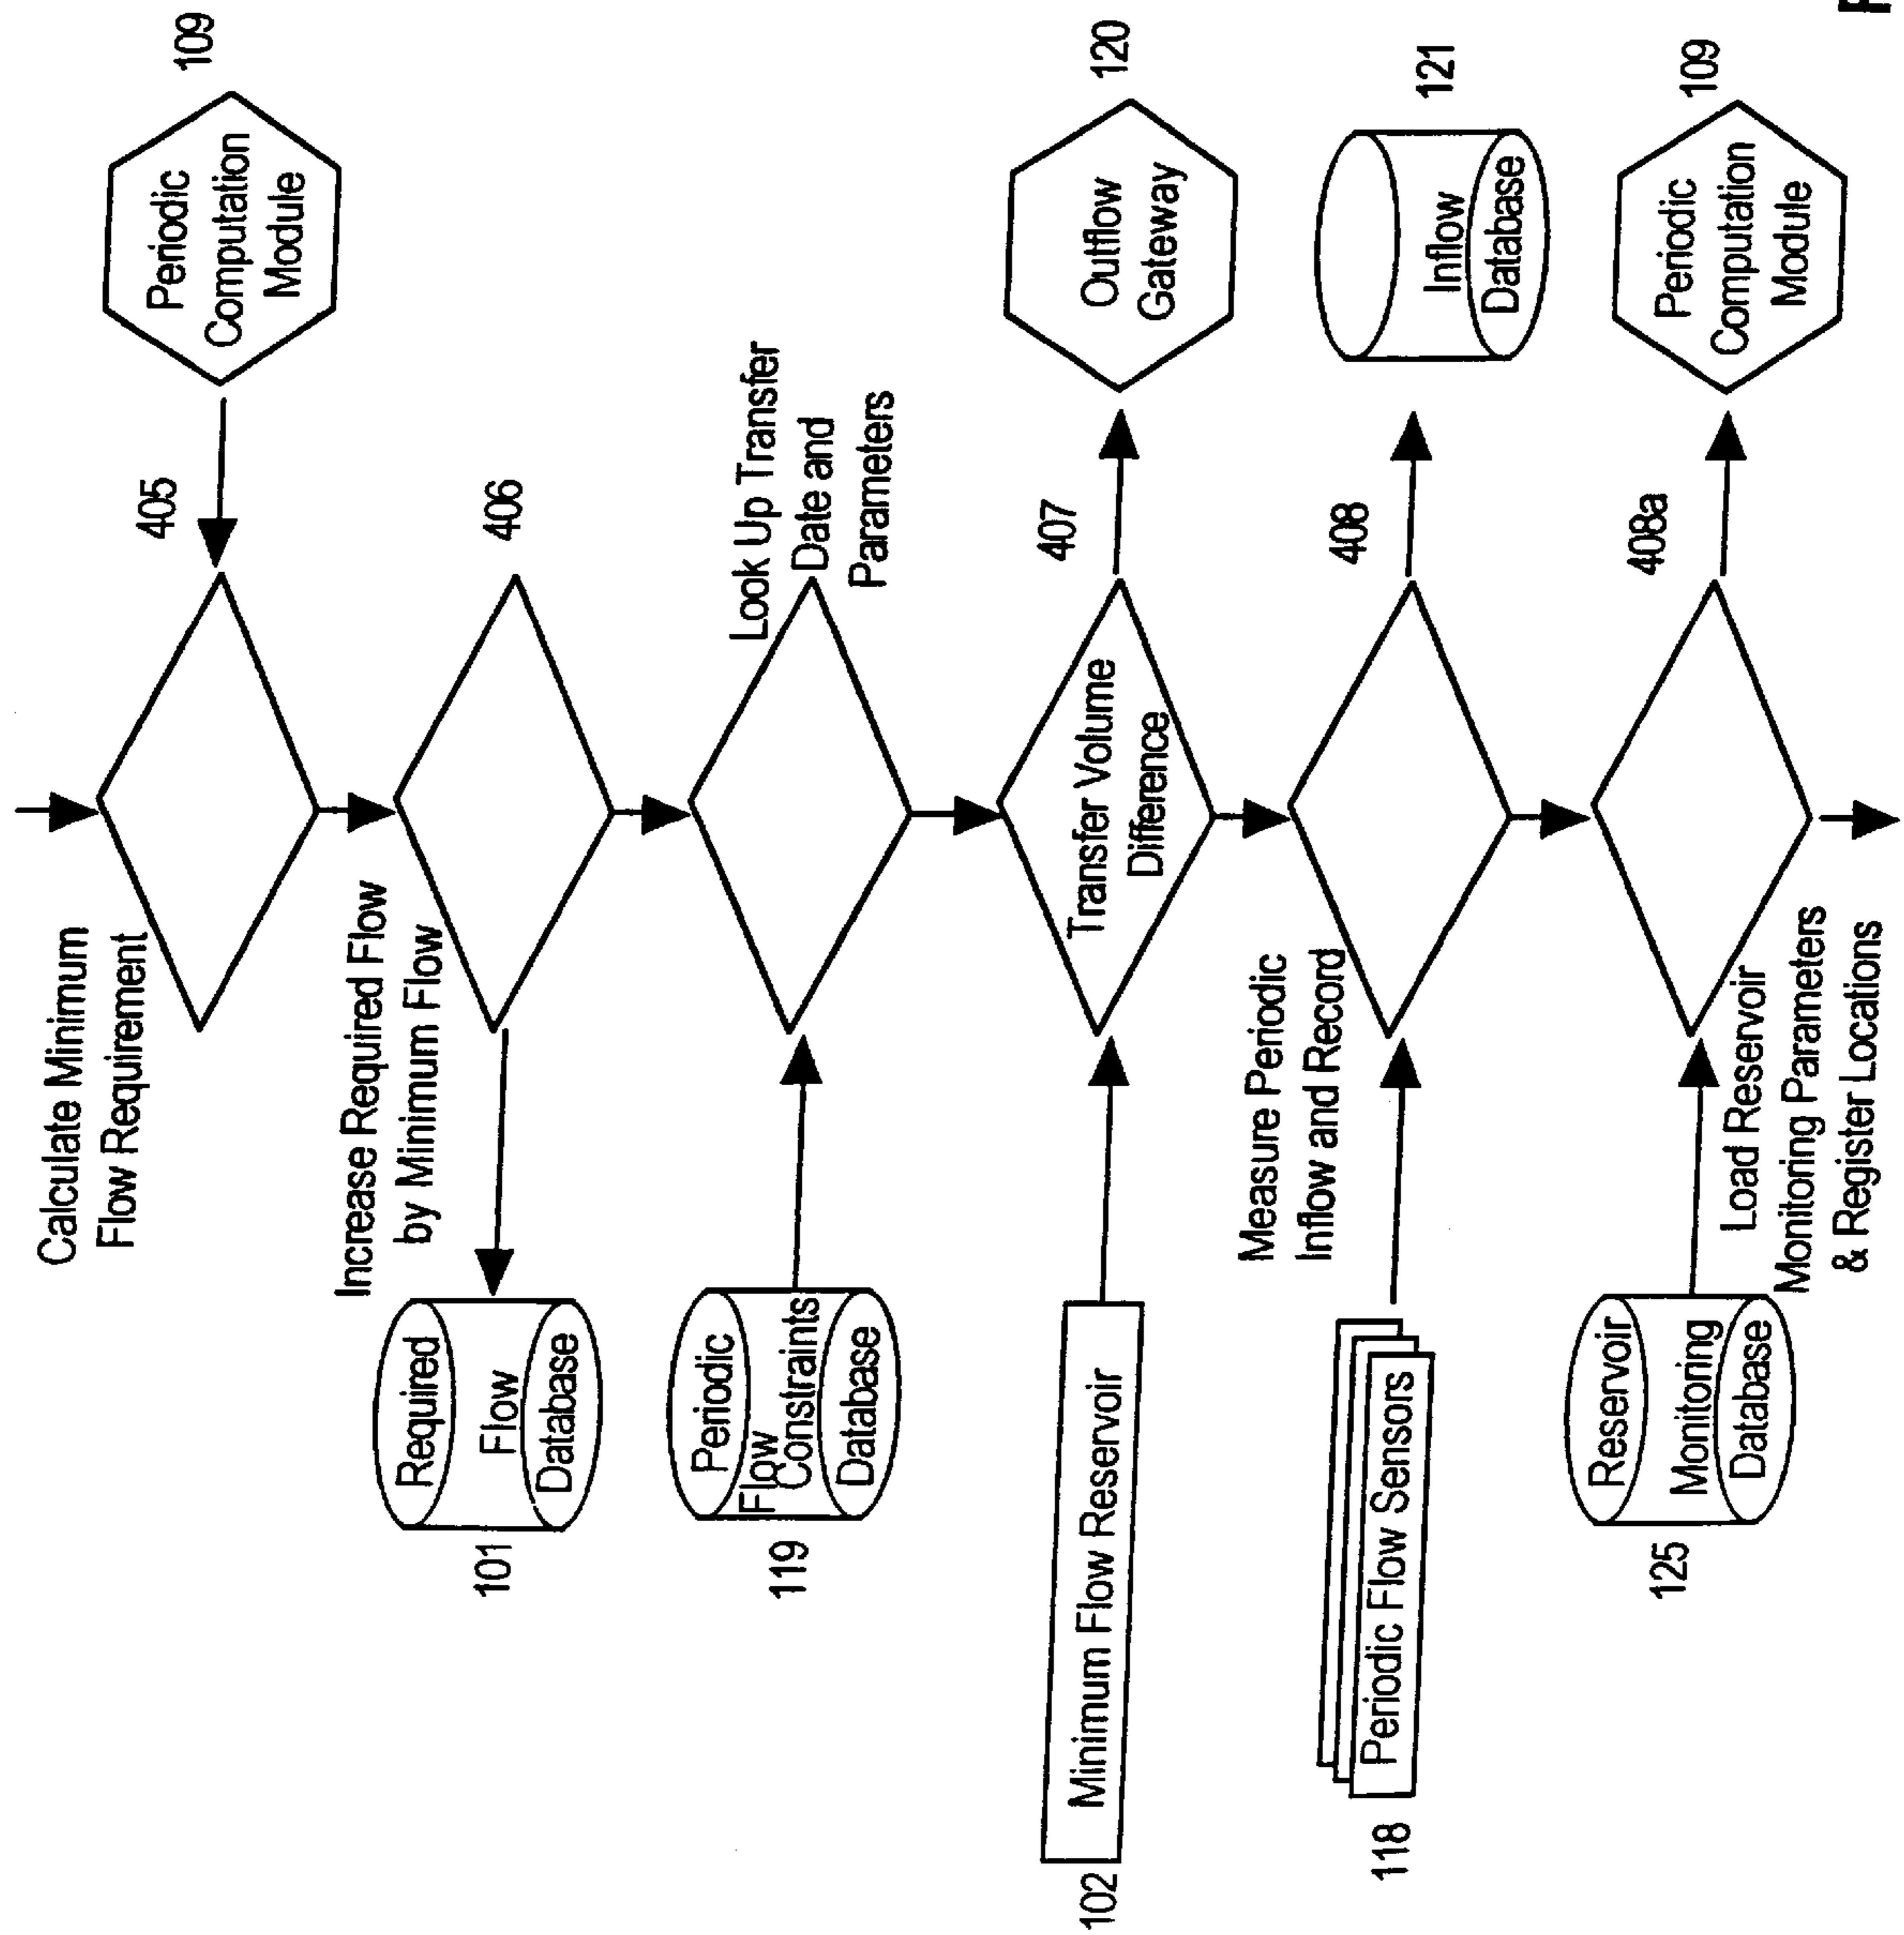 Calculate Minimum
Flow Requirement
405
109
Periodic
Computation
Module
Increase Required Flow
by Minimum Flow
406
101
Required
Flow
Database
Look Up Transfer
Date and
Parameters
119
Periodic
Flow
Constraints
Database
102
Minimum Flow Reservoir
Transfer Volume
Difference
407
120
Outflow
Gateway
118
Periodic Flow Sensors
Measure Periodic
Inflow and Record
408
121
Inflow
Database
125
Reservoir
Monitoring
Database
Load Reservoir
Monitoring Parameters
& Register Locations
408a
109
Periodic
Computation
Module